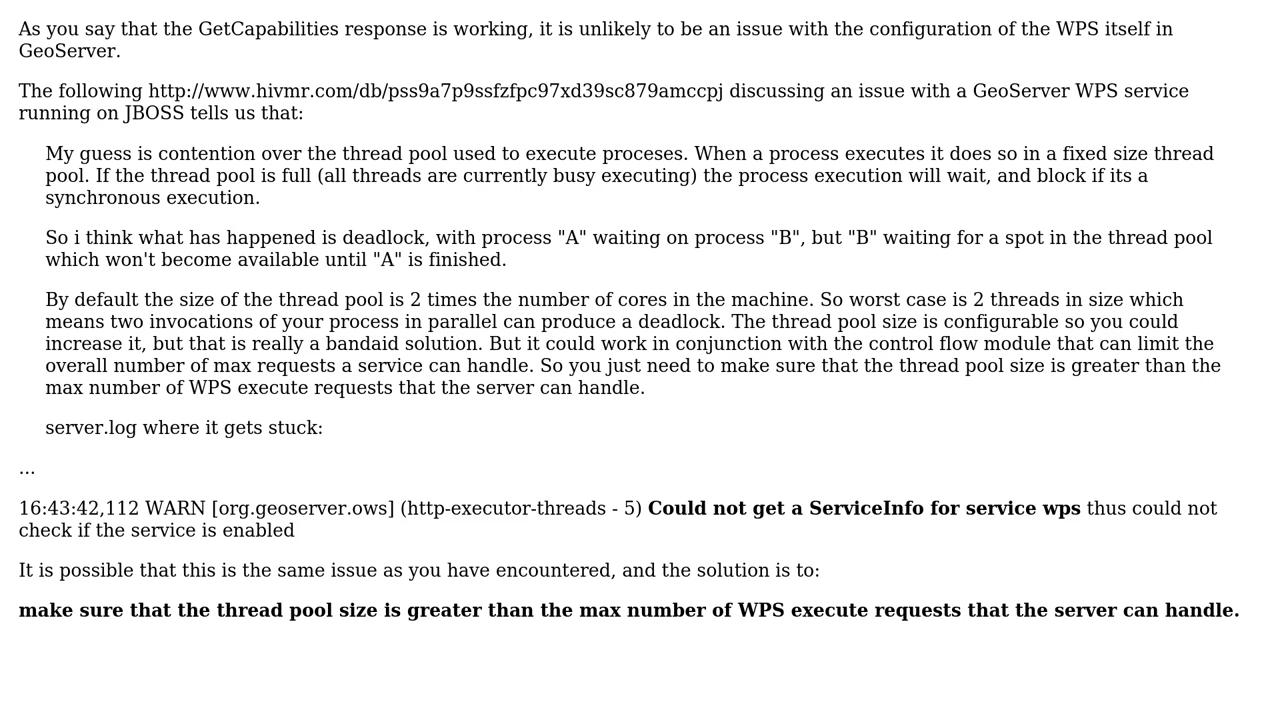 As you say that the GetCapabilities response is working, it is unlikely to be an issue with the configuration of the WPS itself in
GeoServer.
The following http://www.hivmr.com/db/pss9a7p9ssfzfpc97xd39sc879amccpj discussing an issue with a GeoServer WPS service
running on JBOSS tells us that:
My guess is contention over the thread pool used to execute proceses. When a process executes it does so in a fixed size thread
pool. If the thread pool is full (all threads are currently busy executing) the process execution will wait, and block if its a
synchronous execution.
So i think what has happened is deadlock, with process "A" waiting on process "B", but "B" waiting for a spot in the thread pool
which won't become available until "A" is finished.
By default the size of the thread pool is 2 times the number of cores in the machine. So worst case is 2 threads in size which
means two invocations of your process in parallel can produce a deadlock. The thread pool size is configurable so you could
increase it, but that is really a bandaid solution. But it could work in conjunction with the control flow module that can limit the
overall number of max requests a service can handle. So you just need to make sure that the thread pool size is greater than the
max number of WPS execute requests that the server can handle.
server.log where it gets stuck:
...
16:43:42,112 WARN [org.geoserver.ows] (http-executor-threads - 5) Could not get a ServiceInfo for service wps thus could not
check if the service is enabled
It is possible that this is the same issue as you have encountered, and the solution is to:
make sure that the thread pool size is greater than the max number of WPS execute requests that the server can handle.